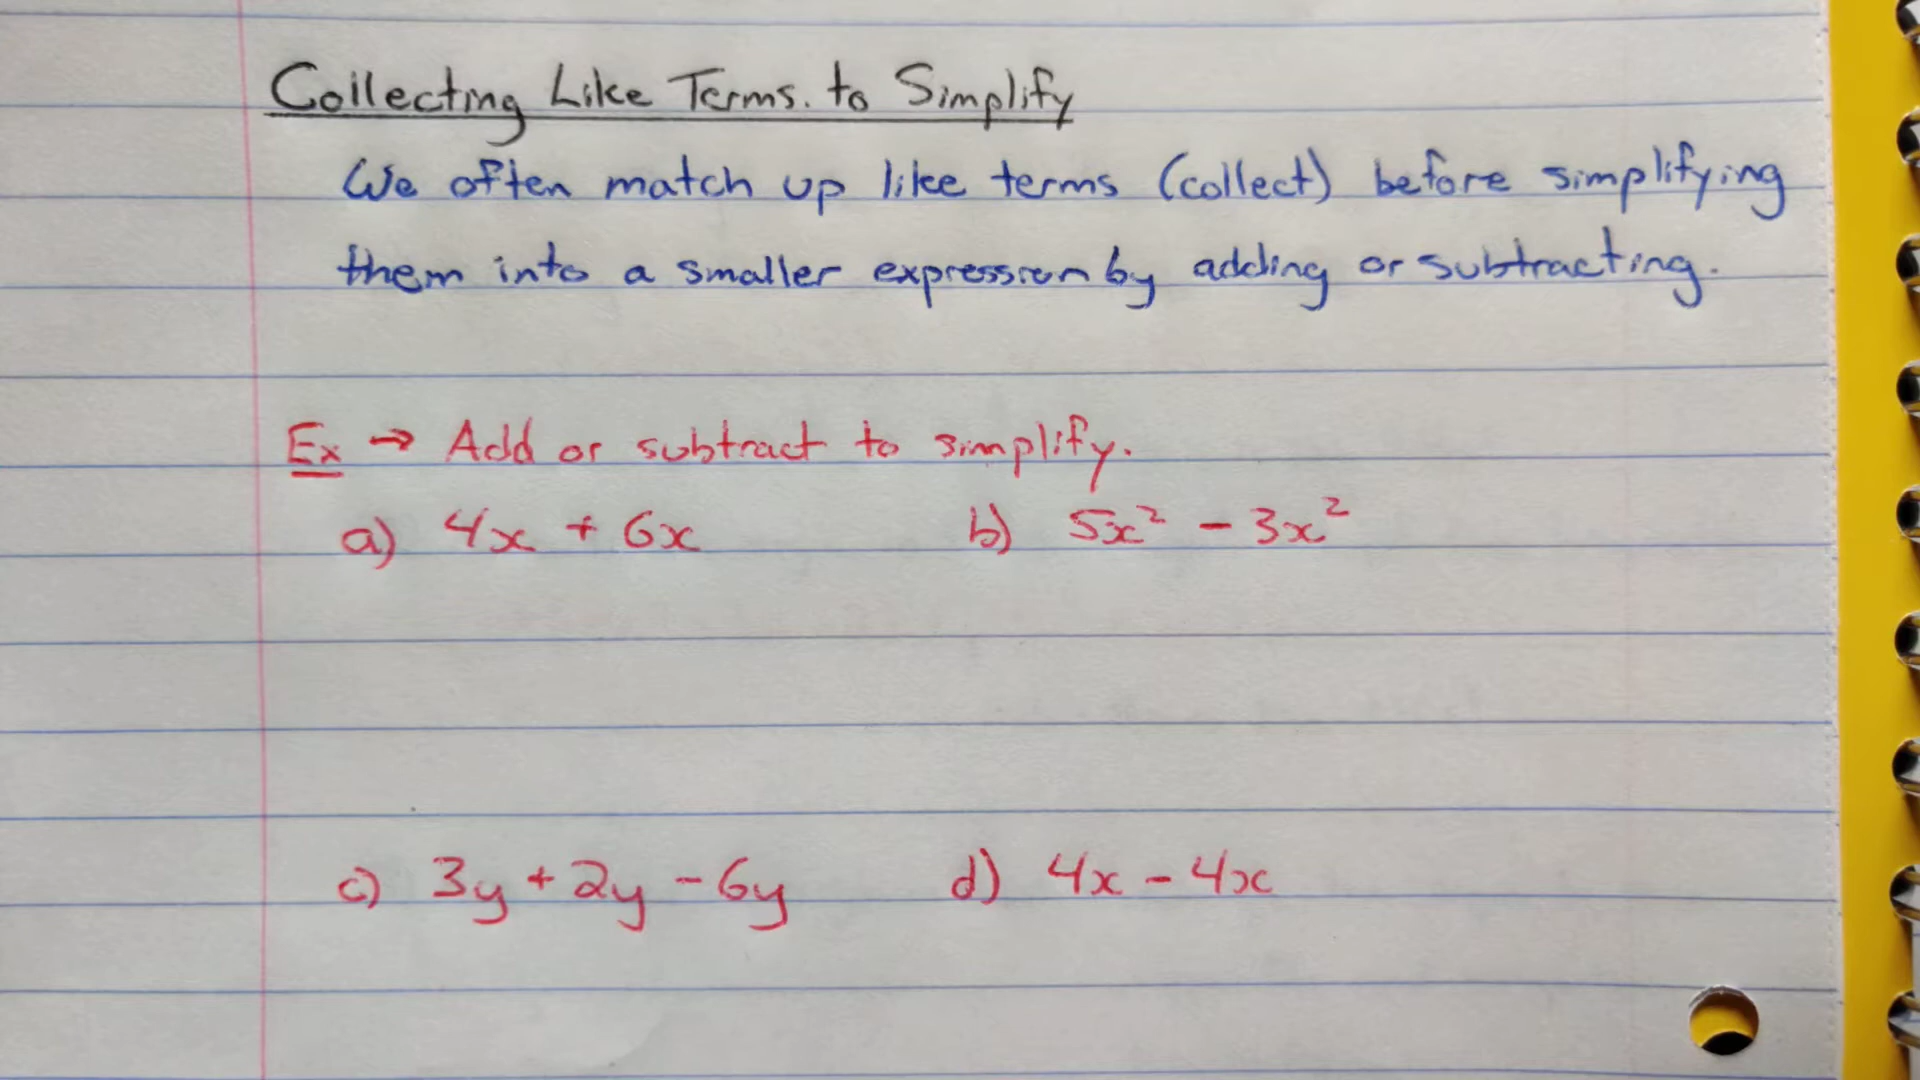 Collecting Like Terms. to Simplify
We often match up like terms (collect) before simplifying
them into a smaller expression by adding or subtracting.
Ex → Add or subtract to simplify.
a) 4x + 6x b) 5x² - 3x²
c) 3y + 2y - 6y d) 4x - 4x